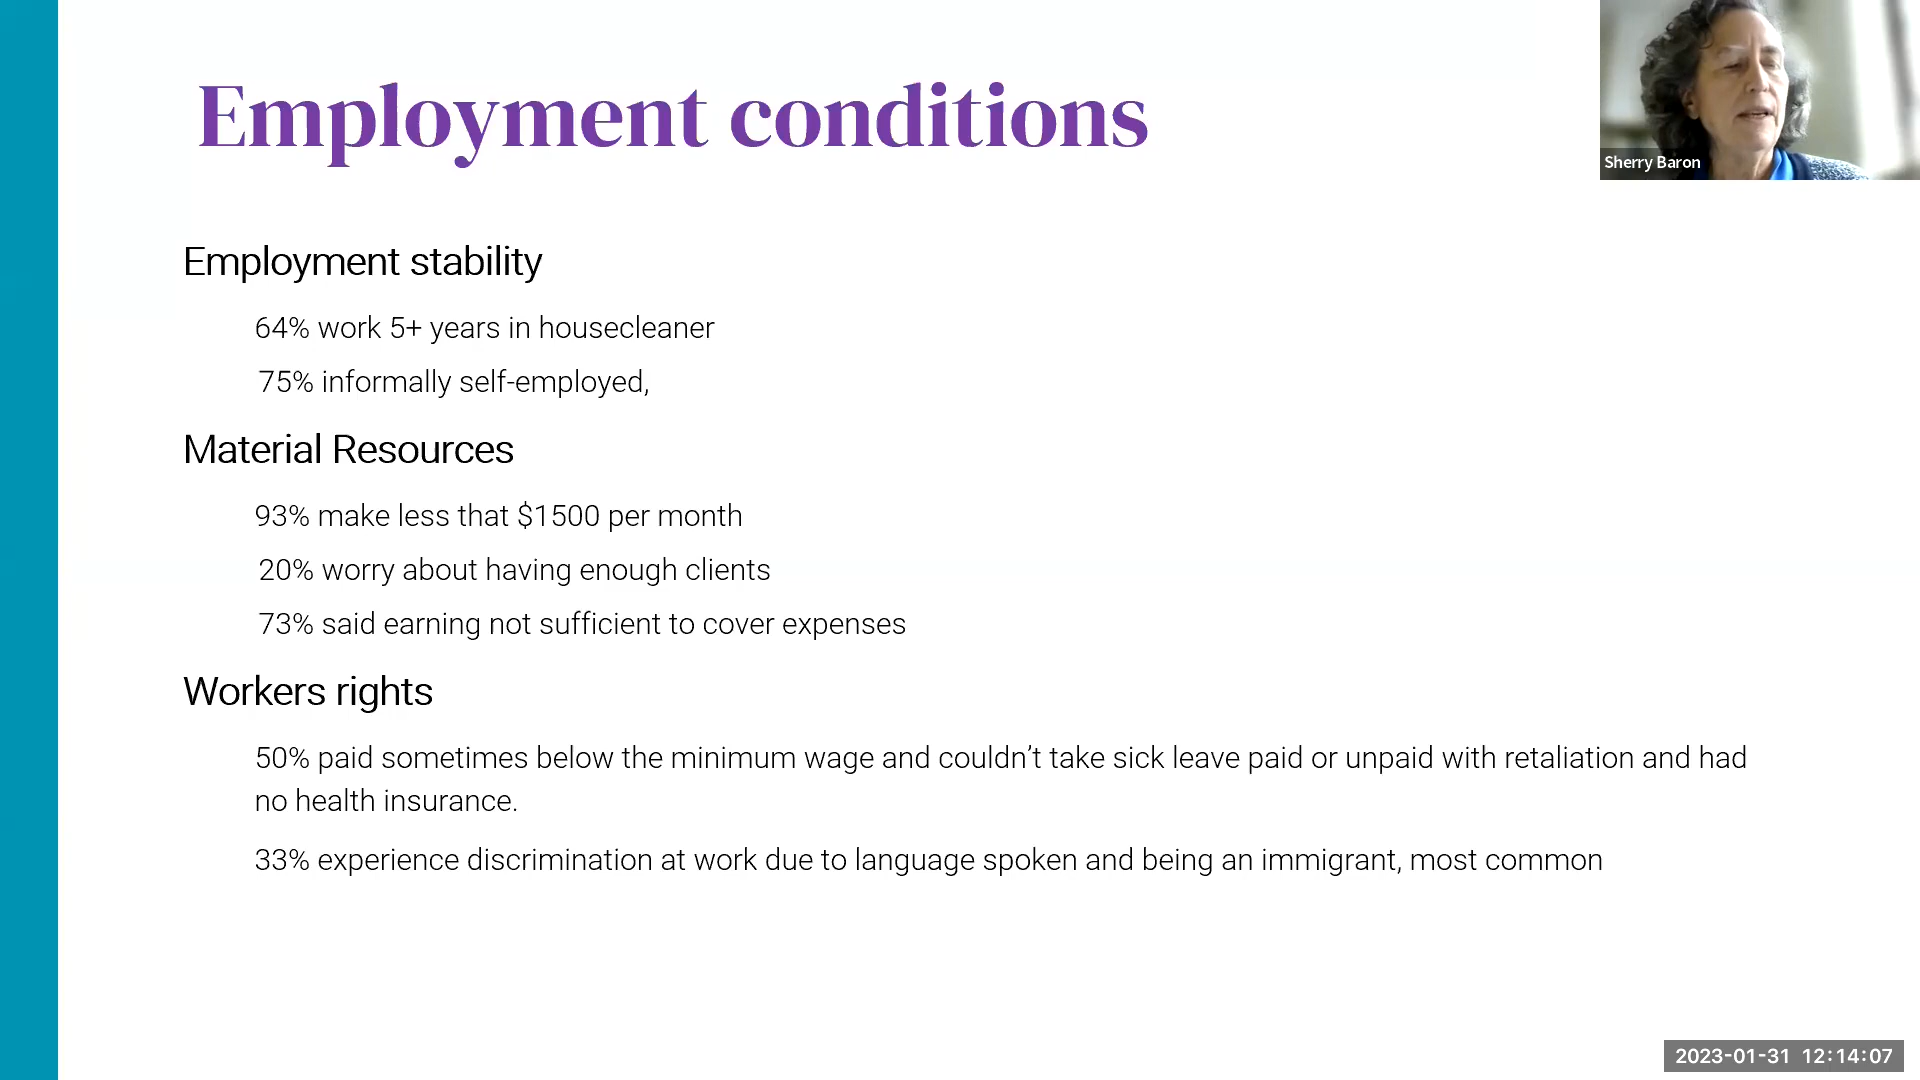 Employment conditions
Sherry Baron
Employment stability
64% work 5+ years in housecleaner
75% informally self-employed,
Material Resources
93% make less that $1500 per month
20% worry about having enough clients
73% said earning not sufficient to cover expenses
Workers rights
50% paid sometimes below the minimum wage and couldn’t take sick leave paid or unpaid with retaliation and had
no health insurance.
33% experience discrimination at work due to language spoken and being an immigrant, most common
2023-01-31 12:14:07